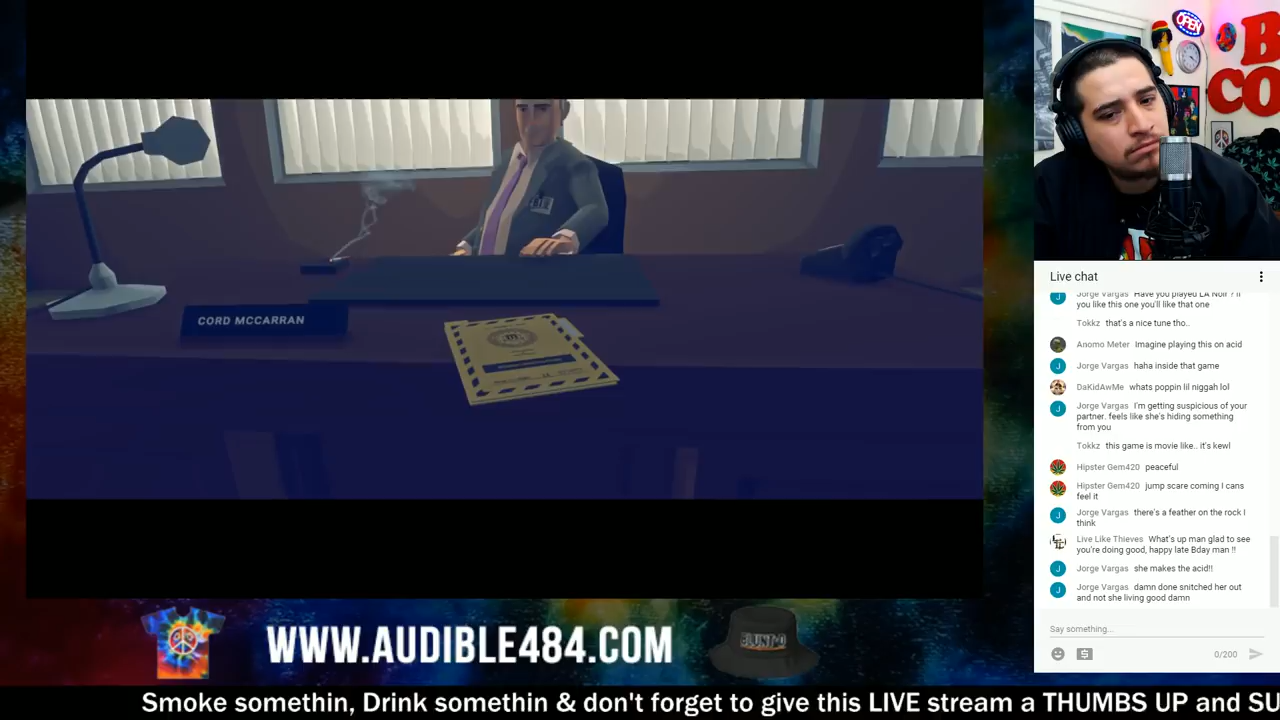 OPEN
B
CO
Live chat
Jorge Vargas Have you played LA Noir ? If
you like this one you'll like that one
Tokkz that's a nice tune tho..
Anomo Meter Imagine playing this on acid
Jorge Vargas haha inside that game
DaKidAwMe whats poppin lil niggah lol
Jorge Vargas I'm getting suspicious of your
partner. feels like she's hiding something
from you
Tokkz this game is movie like.. it's kewl
Hipster Gem420 peaceful
Hipster Gem420 jump scare coming I cans
feel it
Jorge Vargas there's a feather on the rock I
think
Live Like Thieves What's up man glad to see
you're doing good, happy late Bday man !!
Jorge Vargas she makes the acid!!
Jorge Vargas damn done snitched her out
and not she living good damn
Say something...
0/200
CORD MCCARRAN
WWW.AUDIBLE484.COM
Smoke somethin, Drink somethin & don't forget to give this LIVE stream a THUMBS UP and SU